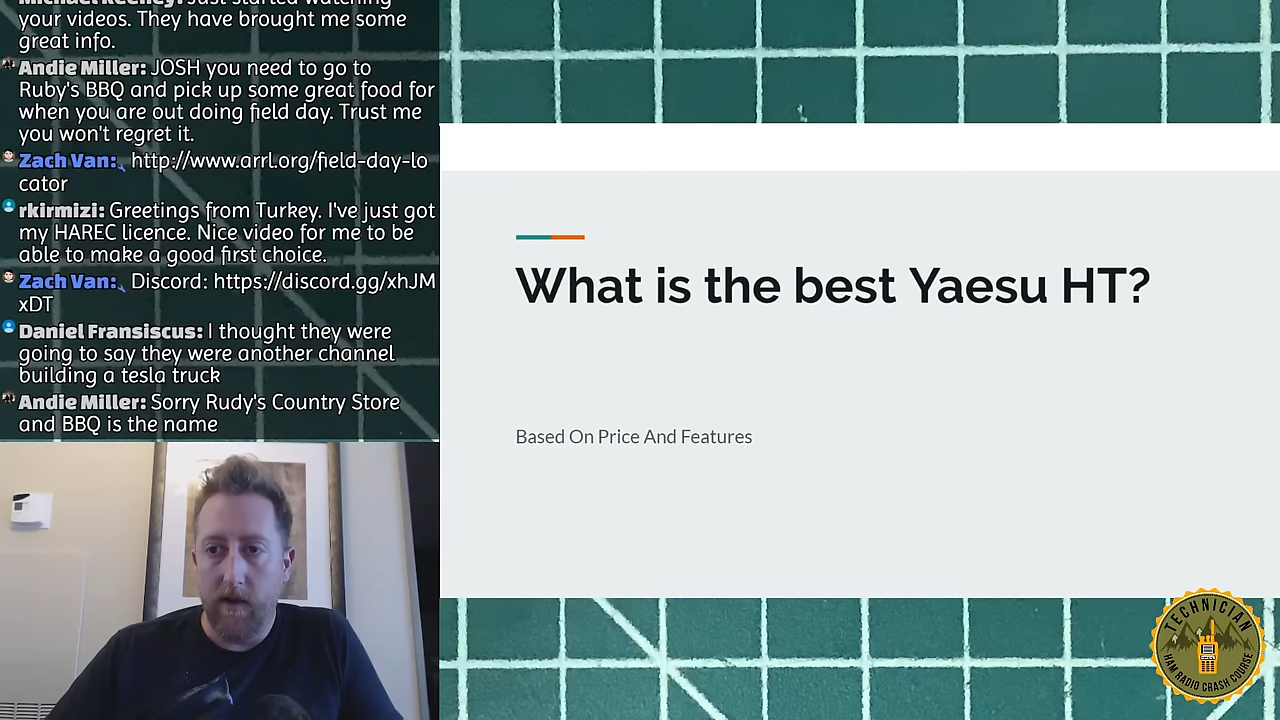 Michael Keeney: Just started watching
your videos. They have brought me some
great info.
Andie Miller: JOSH you need to go to
Ruby's BBQ and pick up some great food for
when you are out doing field day. Trust me
you won't regret it.
Zach Van: http://www.arrl.org/field-day-lo
cator
rkirmizi: Greetings from Turkey. I've just got
my HAREC licence. Nice video for me to be
able to make a good first choice.
Zach Van: Discord: https://discord.gg/xhJM
xDT
Daniel Fransiscus: I thought they were
going to say they were another channel
building a tesla truck
Andie Miller: Sorry Rudy's Country Store
and BBQ is the name
What is the best Yaesu HT?
Based On Price And Features
TECHNICIAN
HAM RADIO CRASH COURSE